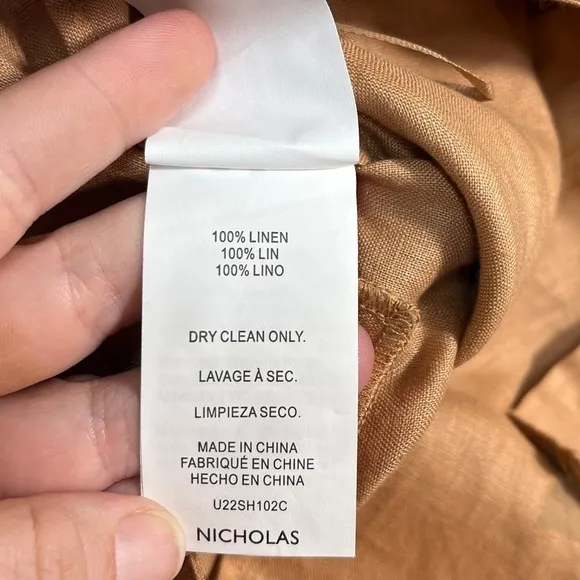 100% LINEN
100% LIN
100% LINO
DRY CLEAN ONLY.
LAVAGE À SEC.
LIMPIEZA SECO.
MADE IN CHINA
FABRIQUÉ EN CHINE
HECHO EN CHINA
U22SH102C
NICHOLAS